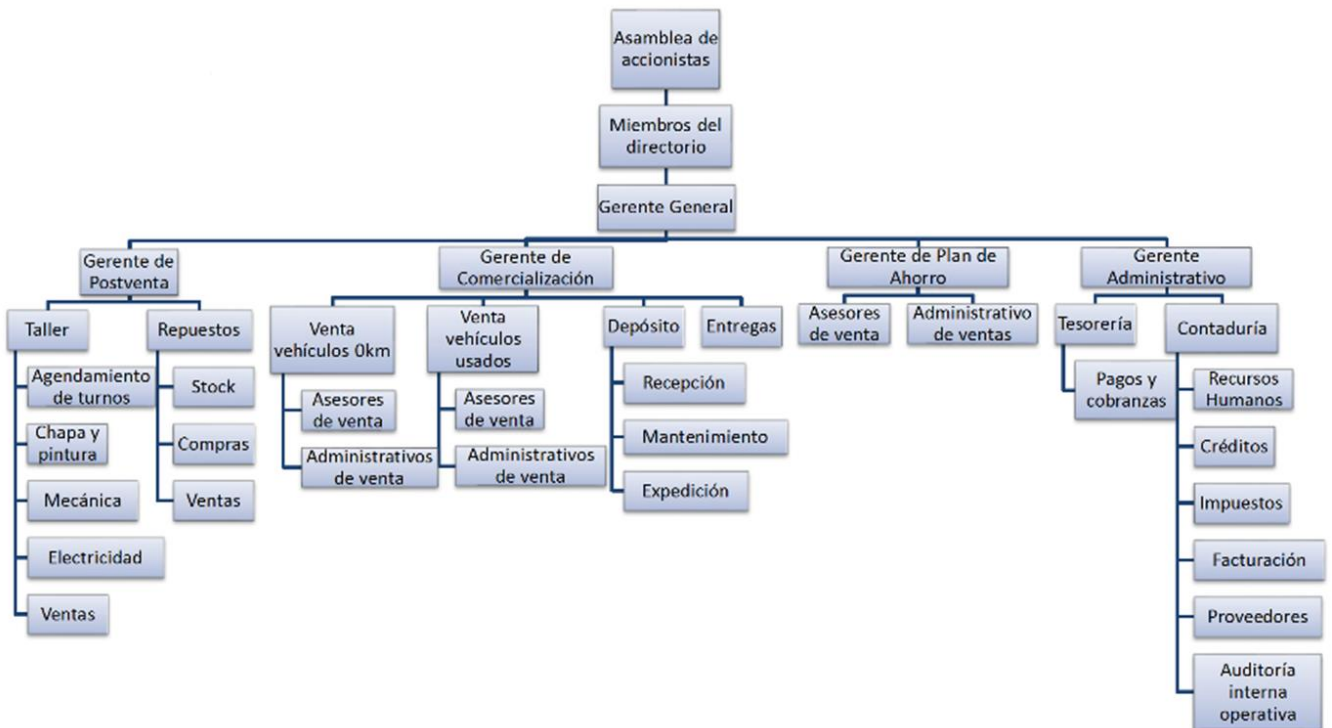 Asamblea de
accionistas
Miembros del
directorio
Gerente General
Gerente de
Postventa
Gerente de
Comercialización
Gerente de Plan de
Ahorro
Gerente
Administrativo
Taller
Repuestos
Venta
vehículos 0km
Venta
vehículos
usados
Depósito
Entregas
Asesores
de venta
Administrativo
de ventas
Tesorería
Contaduría
Agendamiento
de turnos
Chapa y
pintura
Mecánica
Electricidad
Ventas
Stock
Compras
Ventas
Asesores
de venta
Administrativos
de venta
Asesores
de venta
Administrativos
de venta
Recepción
Mantenimiento
Expedición
Pagos y
cobranzas
Recursos
Humanos
Créditos
Impuestos
Facturación
Proveedores
Auditoría
interna
operativa